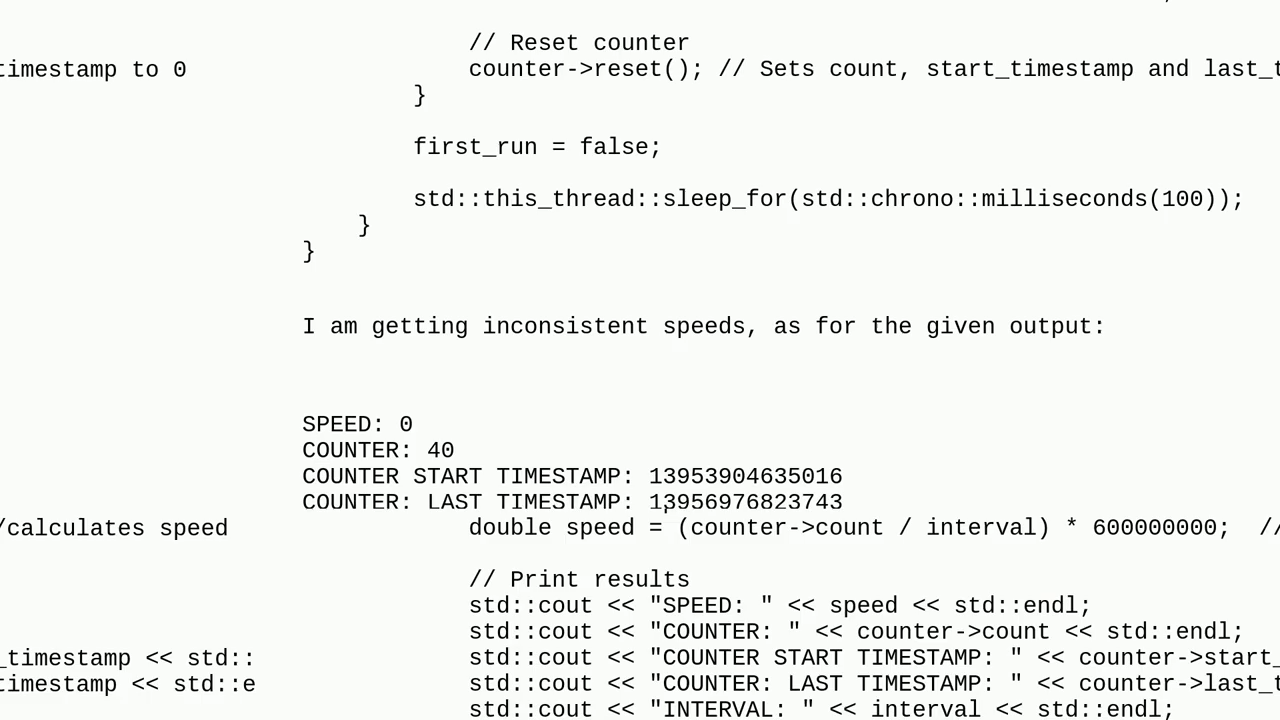 // Reset counter
timestamp to 0 counter->reset(); // Sets count, start_timestamp and last_t
}
first_run = false;
std::this_thread::sleep_for(std::chrono::milliseconds(100));
}
}
I am getting inconsistent speeds, as for the given output:
SPEED: 0
COUNTER: 40
COUNTER START TIMESTAMP: 13953904635016
COUNTER: LAST TIMESTAMP: 13956976823743
/calculates speed double speed = (counter->count / interval) * 600000000; //
// Print results
std::cout << "SPEED: " << speed << std::endl;
std::cout << "COUNTER: " << counter->count << std::endl;
_timestamp << std:: std::cout << "COUNTER START TIMESTAMP: " << counter->start_
timestamp << std::e std::cout << "COUNTER: LAST TIMESTAMP: " << counter->last_t
std::cout << "INTERVAL: " << interval << std::endl;